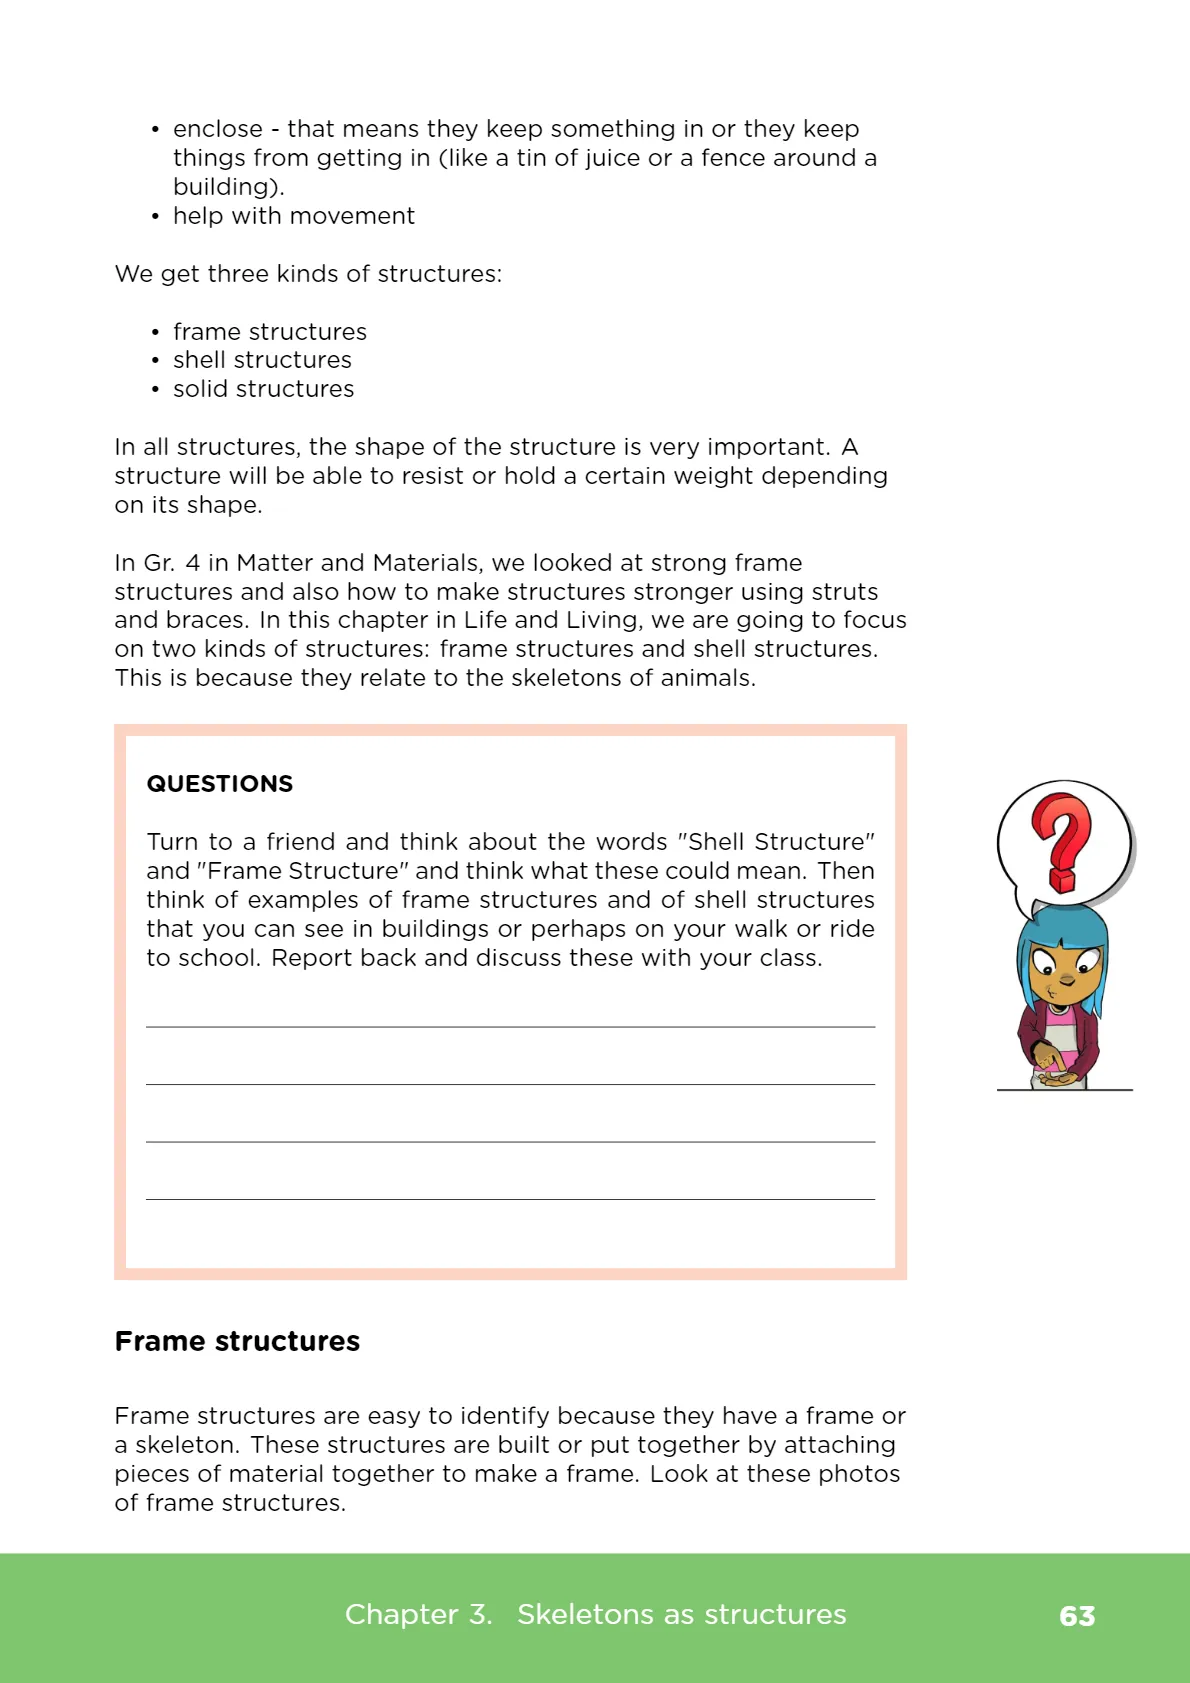 • enclose - that means they keep something in or they keep
things from getting in (like a tin of juice or a fence around a
building).
• help with movement
We get three kinds of structures:
• frame structures
• shell structures
• solid structures
In all structures, the shape of the structure is very important. A
structure will be able to resist or hold a certain weight depending
on its shape.
In Gr. 4 in Matter and Materials, we looked at strong frame
structures and also how to make structures stronger using struts
and braces. In this chapter in Life and Living, we are going to focus
on two kinds of structures: frame structures and shell structures.
This is because they relate to the skeletons of animals.
QUESTIONS
Turn to a friend and think about the words "Shell Structure"
and "Frame Structure" and think what these could mean. Then
think of examples of frame structures and of shell structures
that you can see in buildings or perhaps on your walk or ride
to school. Report back and discuss these with your class.
?
Frame structures
Frame structures are easy to identify because they have a frame or
a skeleton. These structures are built or put together by attaching
pieces of material together to make a frame. Look at these photos
of frame structures.
Chapter 3. Skeletons as structures 63